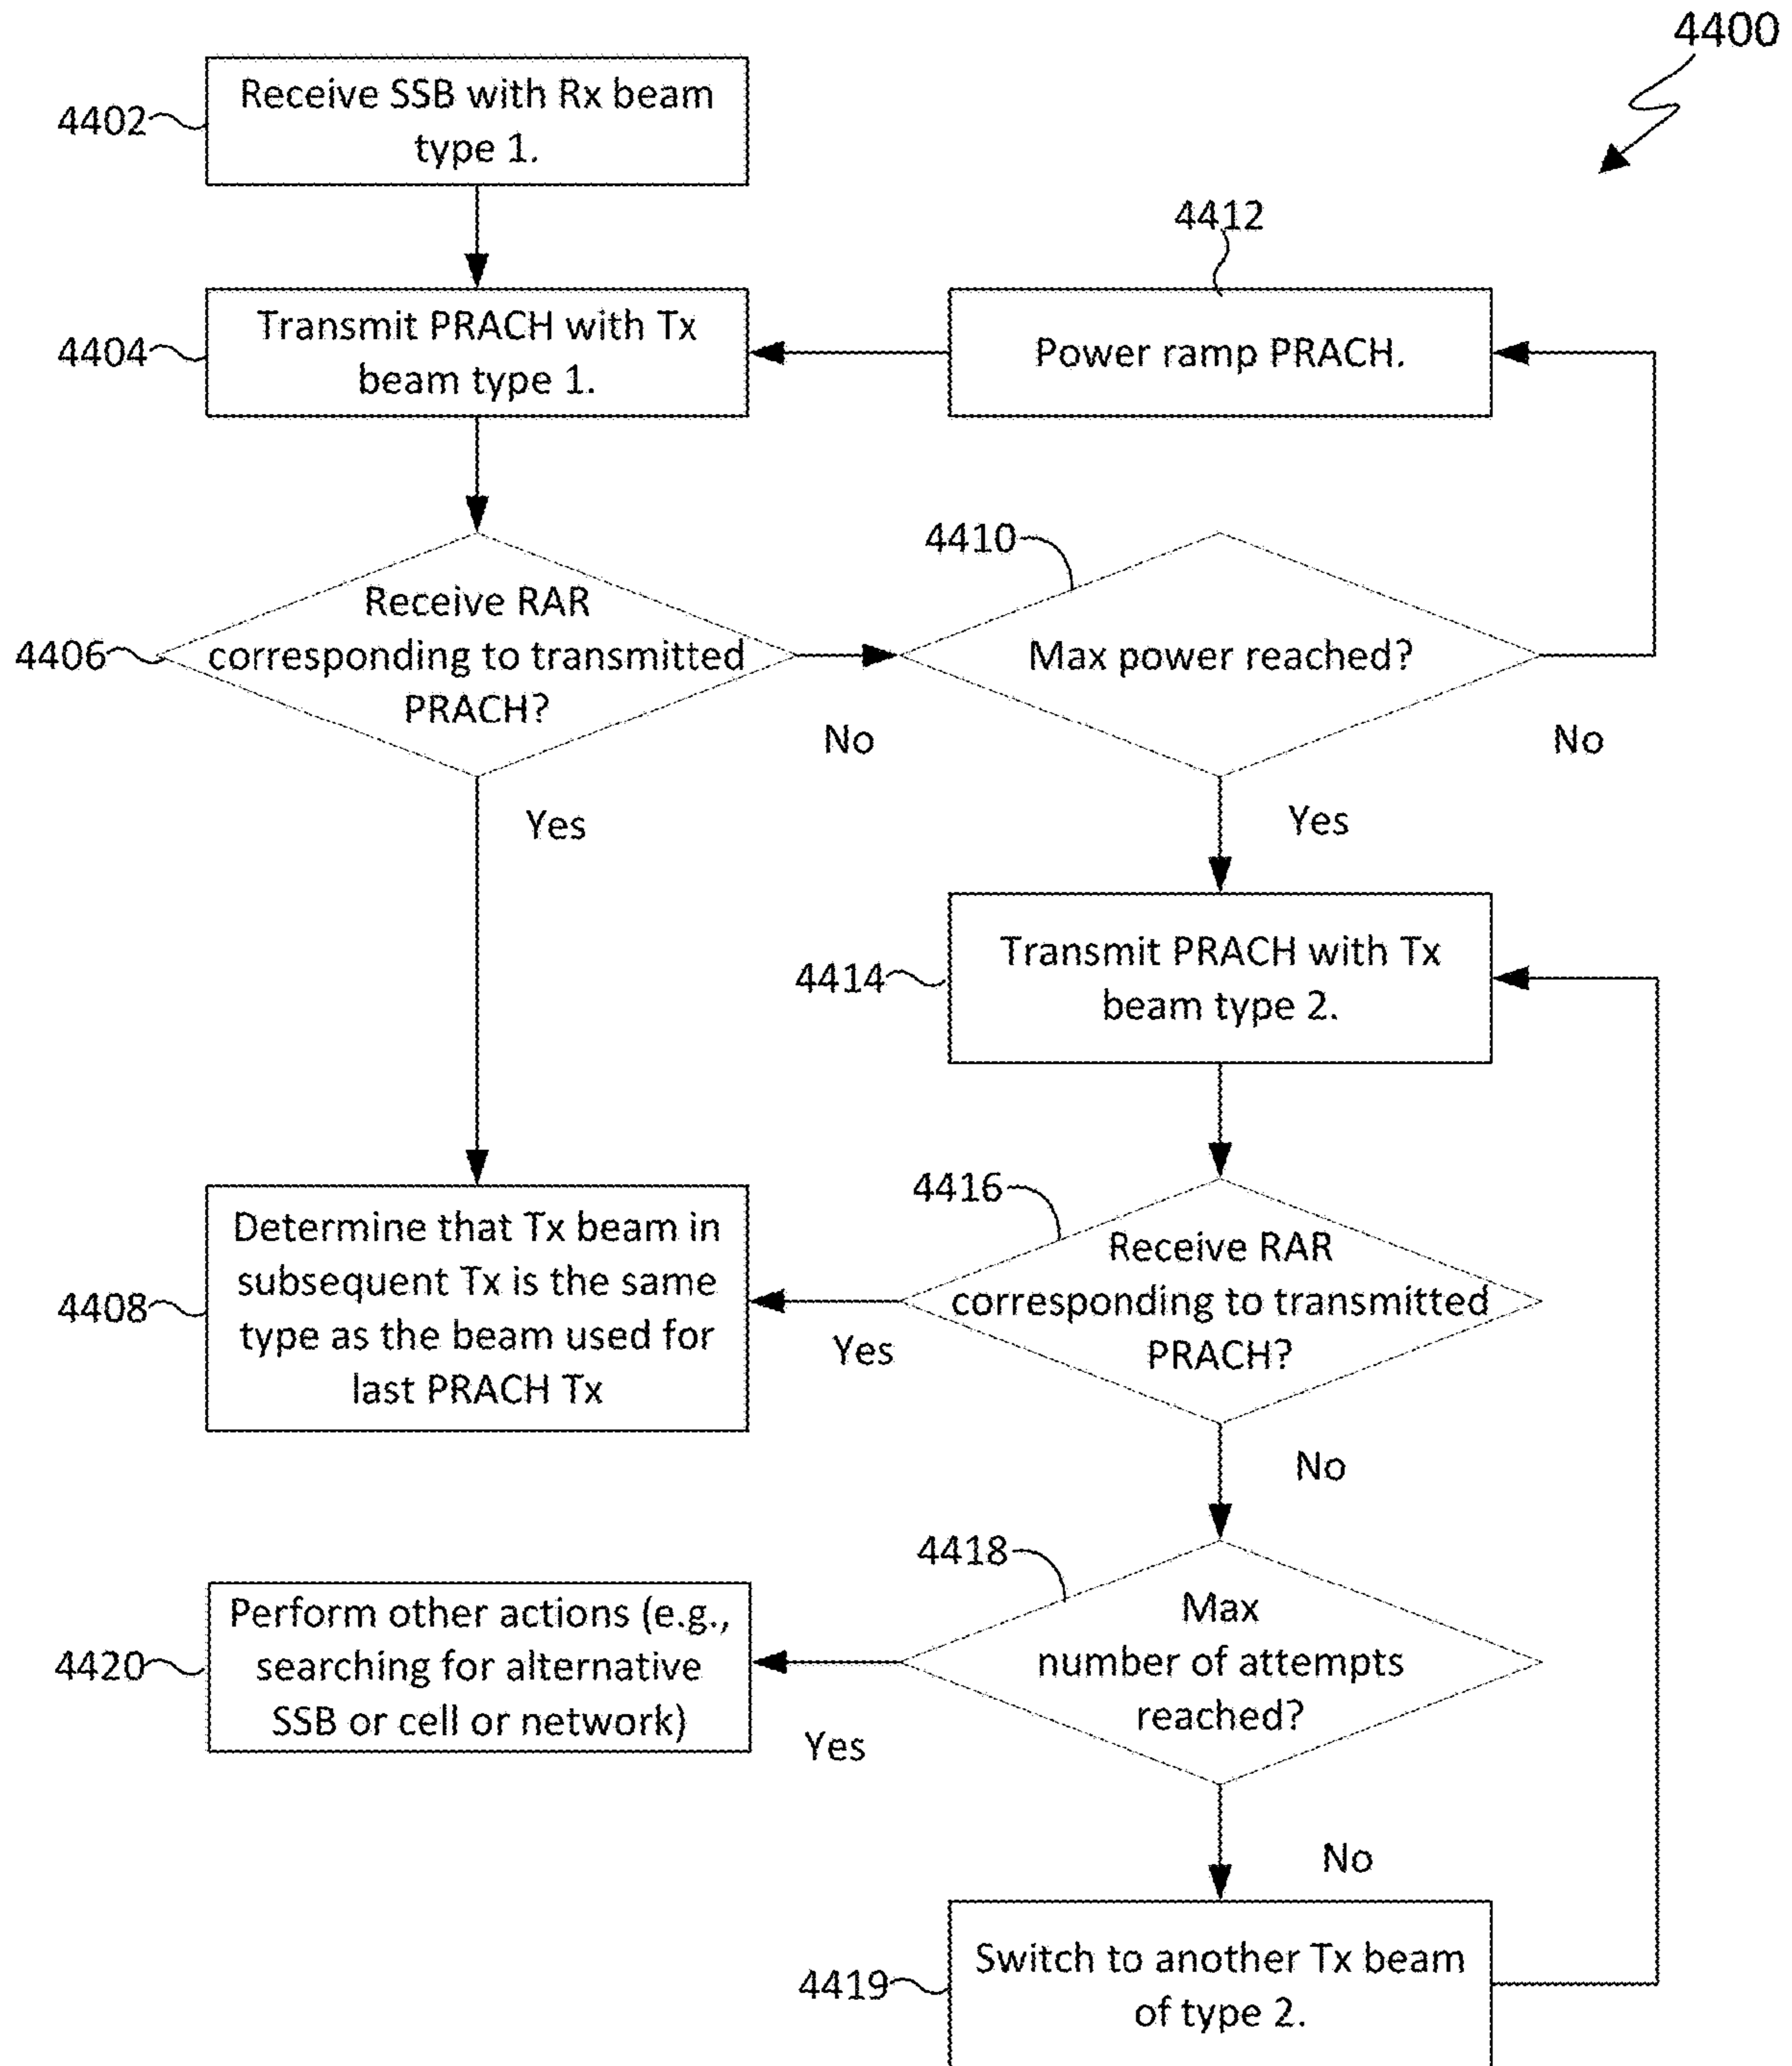 4400
4402
Receive SSB with Rx beam
type 1.
4412
4404
Transmit PRACH with Tx
beam type 1.
Power ramp PRACH.
4406
Receive RAR
corresponding to transmitted
PRACH?
4410
Max power reached?
No
No
Yes
Yes
4414
Transmit PRACH with Tx
beam type 2.
4408
Determine that Tx beam in
subsequent Tx is the same
type as the beam used for
last PRACH Tx
4416
Receive RAR
corresponding to transmitted
PRACH?
Yes
No
4418
Max
number of attempts
reached?
4420
Perform other actions (e.g.,
searching for alternative
SSB or cell or network)
Yes
No
4419
Switch to another Tx beam
of type 2.